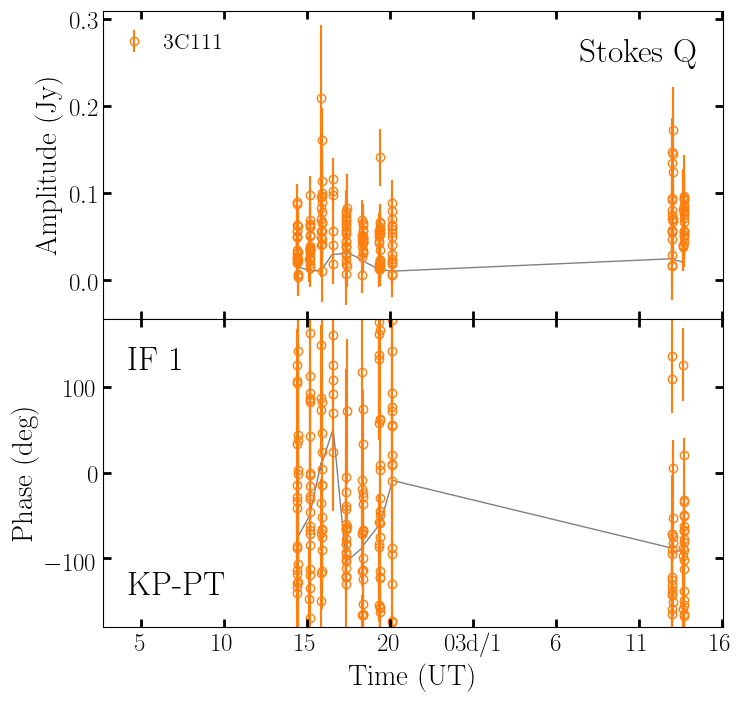 3C111
Stokes Q
0.3
0.2
0.1
0.0
Amplitude (Jy)
IF 1
KP-PT
100
0
−100
Phase (deg)
5 10 15 20 03d/1 6 11 16
Time (UT)